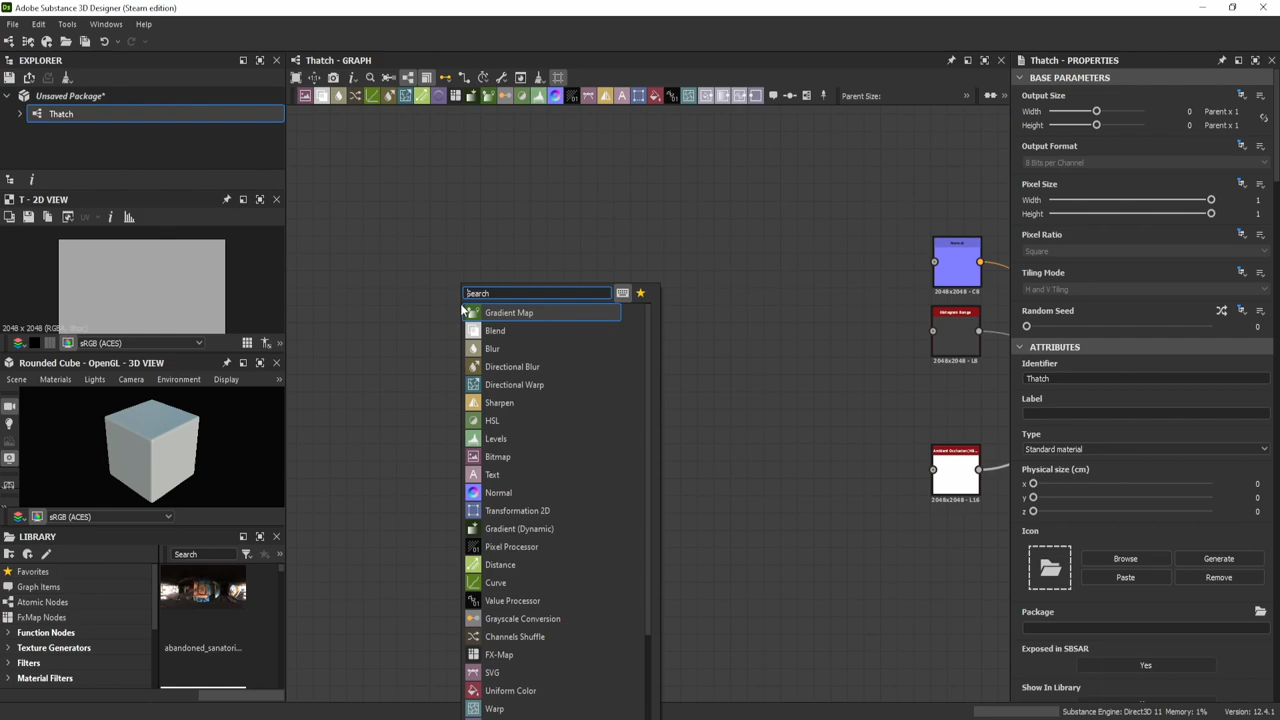 Adobe Substance 3D Designer (Steam edition)
File Edit Tools Windows Help
EXPLORER
Unsaved Package*
Thatch
T - 2D VIEW
UV
2048 x 2048 (Grayscale, 
sRGB (ACES)
Rounded Cube - OpenGL - 3D VIEW
Scene Materials Lights Camera Environment Display
sRGB (ACES)
LIBRARY
Search
Favorites
Graph Items
Atomic Nodes
FxMap Nodes
Function Nodes
Texture Generators
Filters
Material Filters
abandoned_sanatori...
Thatch - GRAPH
Parent Size:
Search
Gradient Map
Blend
Blur
Directional Blur
Directional Warp
Sharpen
HSL
Levels
Bitmap
Text
Normal
Transformation 2D
Gradient (Dynamic)
Pixel Processor
Distance
Curve
Value Processor
Grayscale Conversion
Channels Shuffle
FX-Map
SVG
Uniform Color
Warp
Normal
2048x2048 - C8
Histogram Range
2048x2048 - L8
Ambient Occlusion (HB...
2048x2048 - L16
Thatch - PROPERTIES
BASE PARAMETERS
Output Size
Width 0 Parent x 1
Height 0 Parent x 1
Output Format
8 Bits per Channel
Pixel Size
Width 1
Height 1
Pixel Ratio
Square
Tiling Mode
H and V Tiling
Random Seed
0
ATTRIBUTES
Identifier
Thatch
Label
Type
Standard material
Physical size (cm)
x 0
y 0
z 0
Icon
Browse Generate
Paste Remove
Package
Exposed in SBSAR
Yes
Show In Library
Substance Engine: Direct3D 11 Memory: 1% Version: 12.4.1